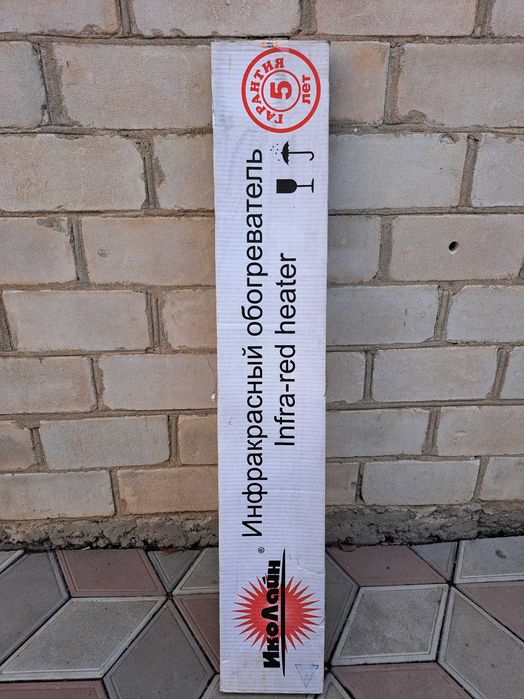 ИкоЛайн®
Инфракрасный обогреватель
Infra-red heater
ГАРАНТИЯ
5
лет